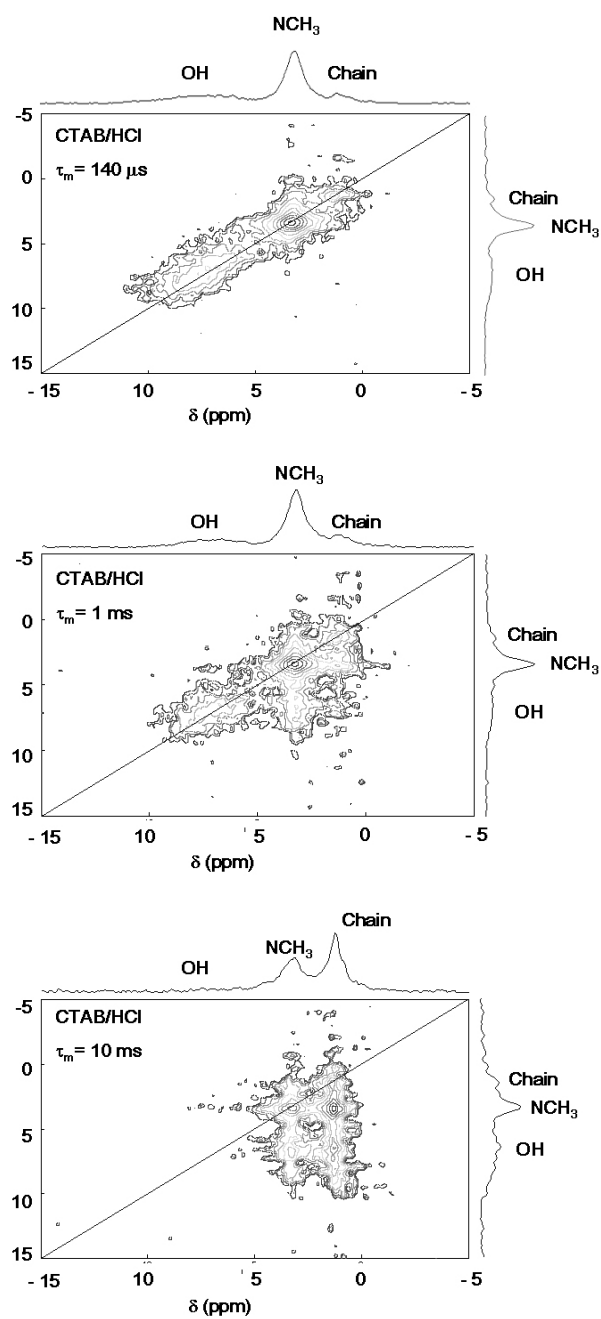 NCH₃
OH
Chain
-5
CTAB/HCl
τₘ= 140 μs
0
5
10
15
Chain
NCH₃
OH
- 15
10
5
0
- 5
δ (ppm)
NCH₃
OH
Chain
-5
CTAB/HCl
τₘ= 1 ms
0
5
10
15
Chain
NCH₃
OH
- 15
10
5
0
- 5
δ (ppm)
Chain
NCH₃
OH
-5
CTAB/HCl
τₘ= 10 ms
0
5
10
15
Chain
NCH₃
OH
- 15
10
5
0
- 5
δ (ppm)